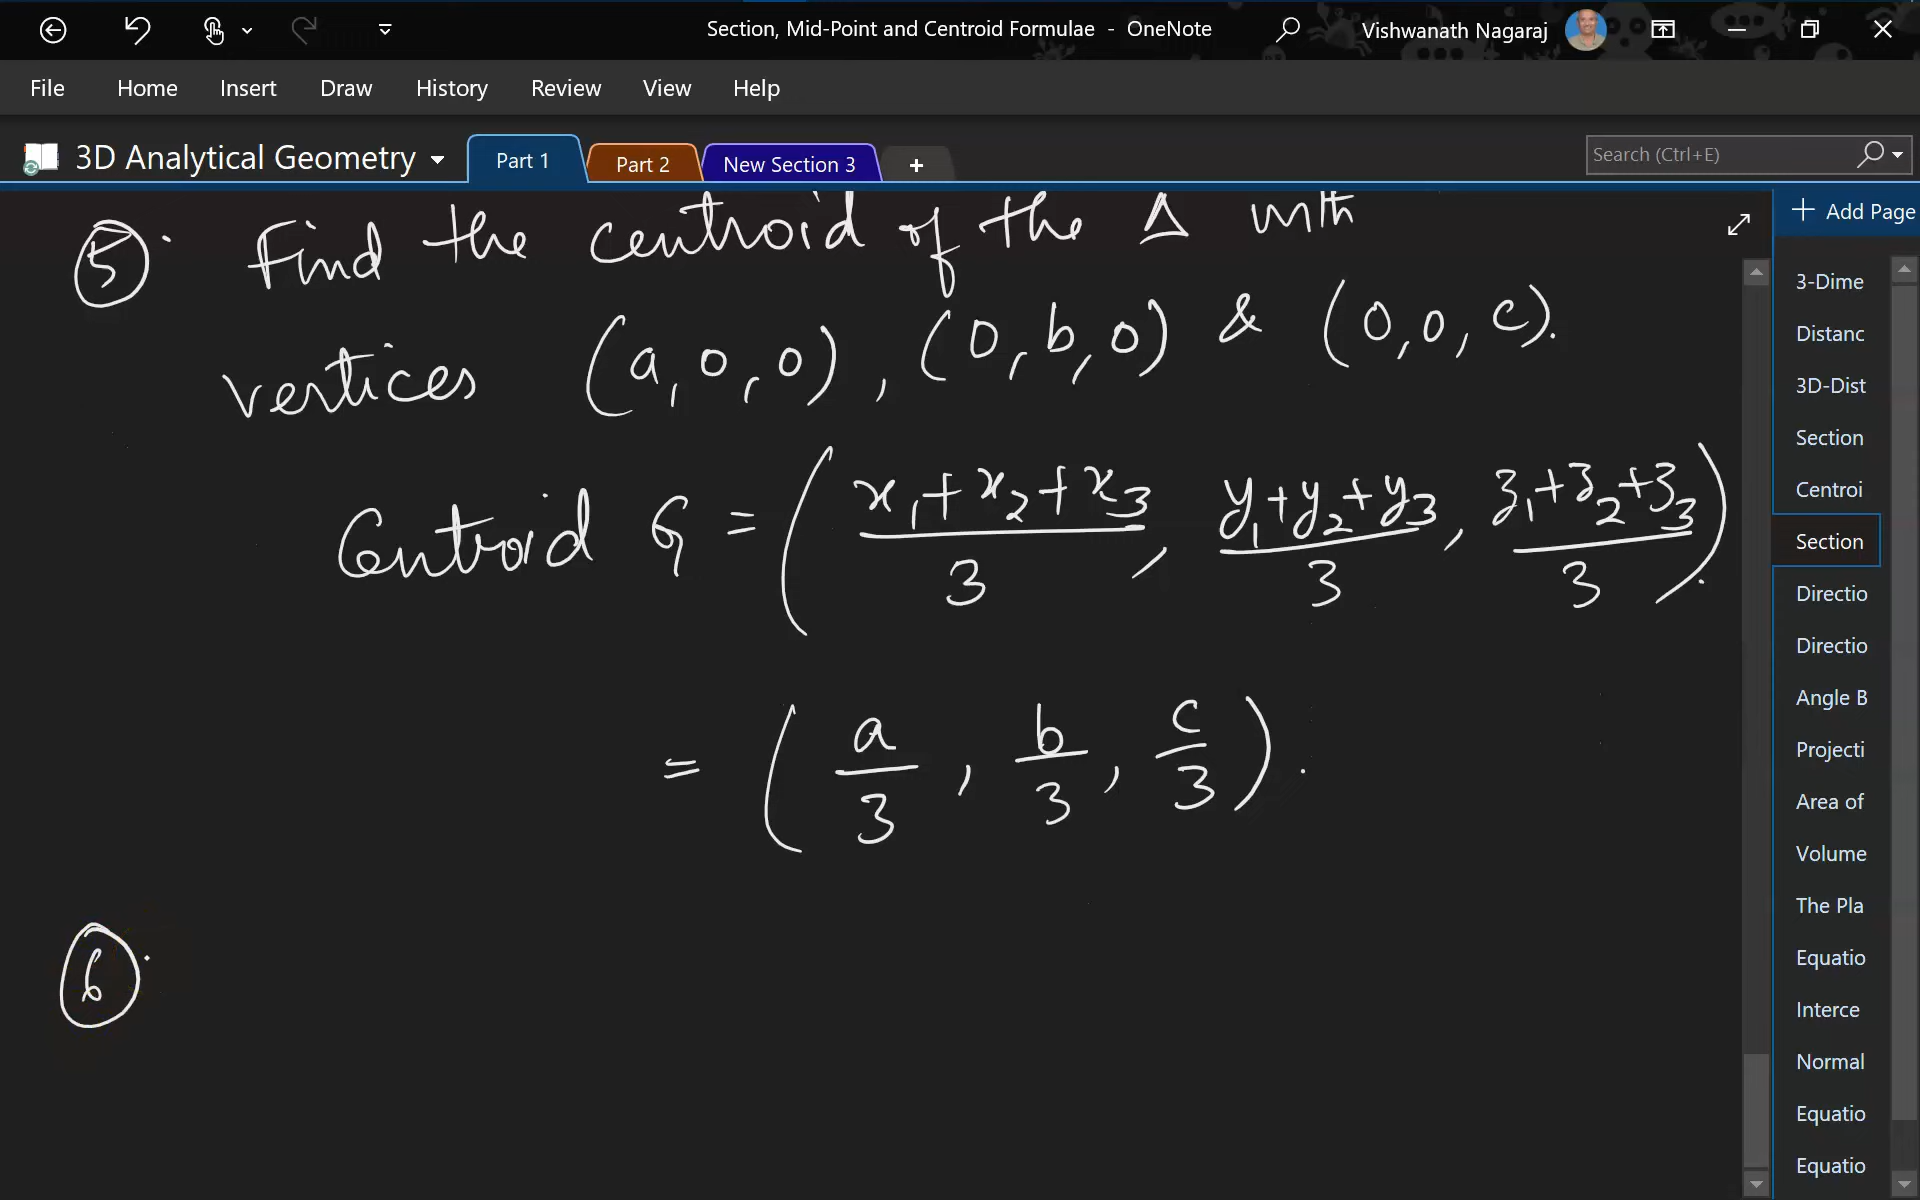 Section, Mid-Point and Centroid Formulae - OneNote
Vishwanath Nagaraj
File Home Insert Draw History Review View Help
3D Analytical Geometry
Part 1
Part 2
New Section 3
+
Search (Ctrl+E)
+ Add Page
⑤. Find the centroid of the Δ with
vertices (a, 0, 0), (0, b, 0) & (0, 0, c).
Centroid G = ( (x₁+x₂+x₃)/3, (y₁+y₂+y₃)/3, (z₁+z₂+z₃)/3 ).
= ( a/3, b/3, c/3 ).
⑥.
3-Dime
Distanc
3D-Dist
Section
Centroi
Section
Directio
Directio
Angle B
Projecti
Area of
Volume
The Pla
Equatio
Interce
Normal
Equatio
Equatio